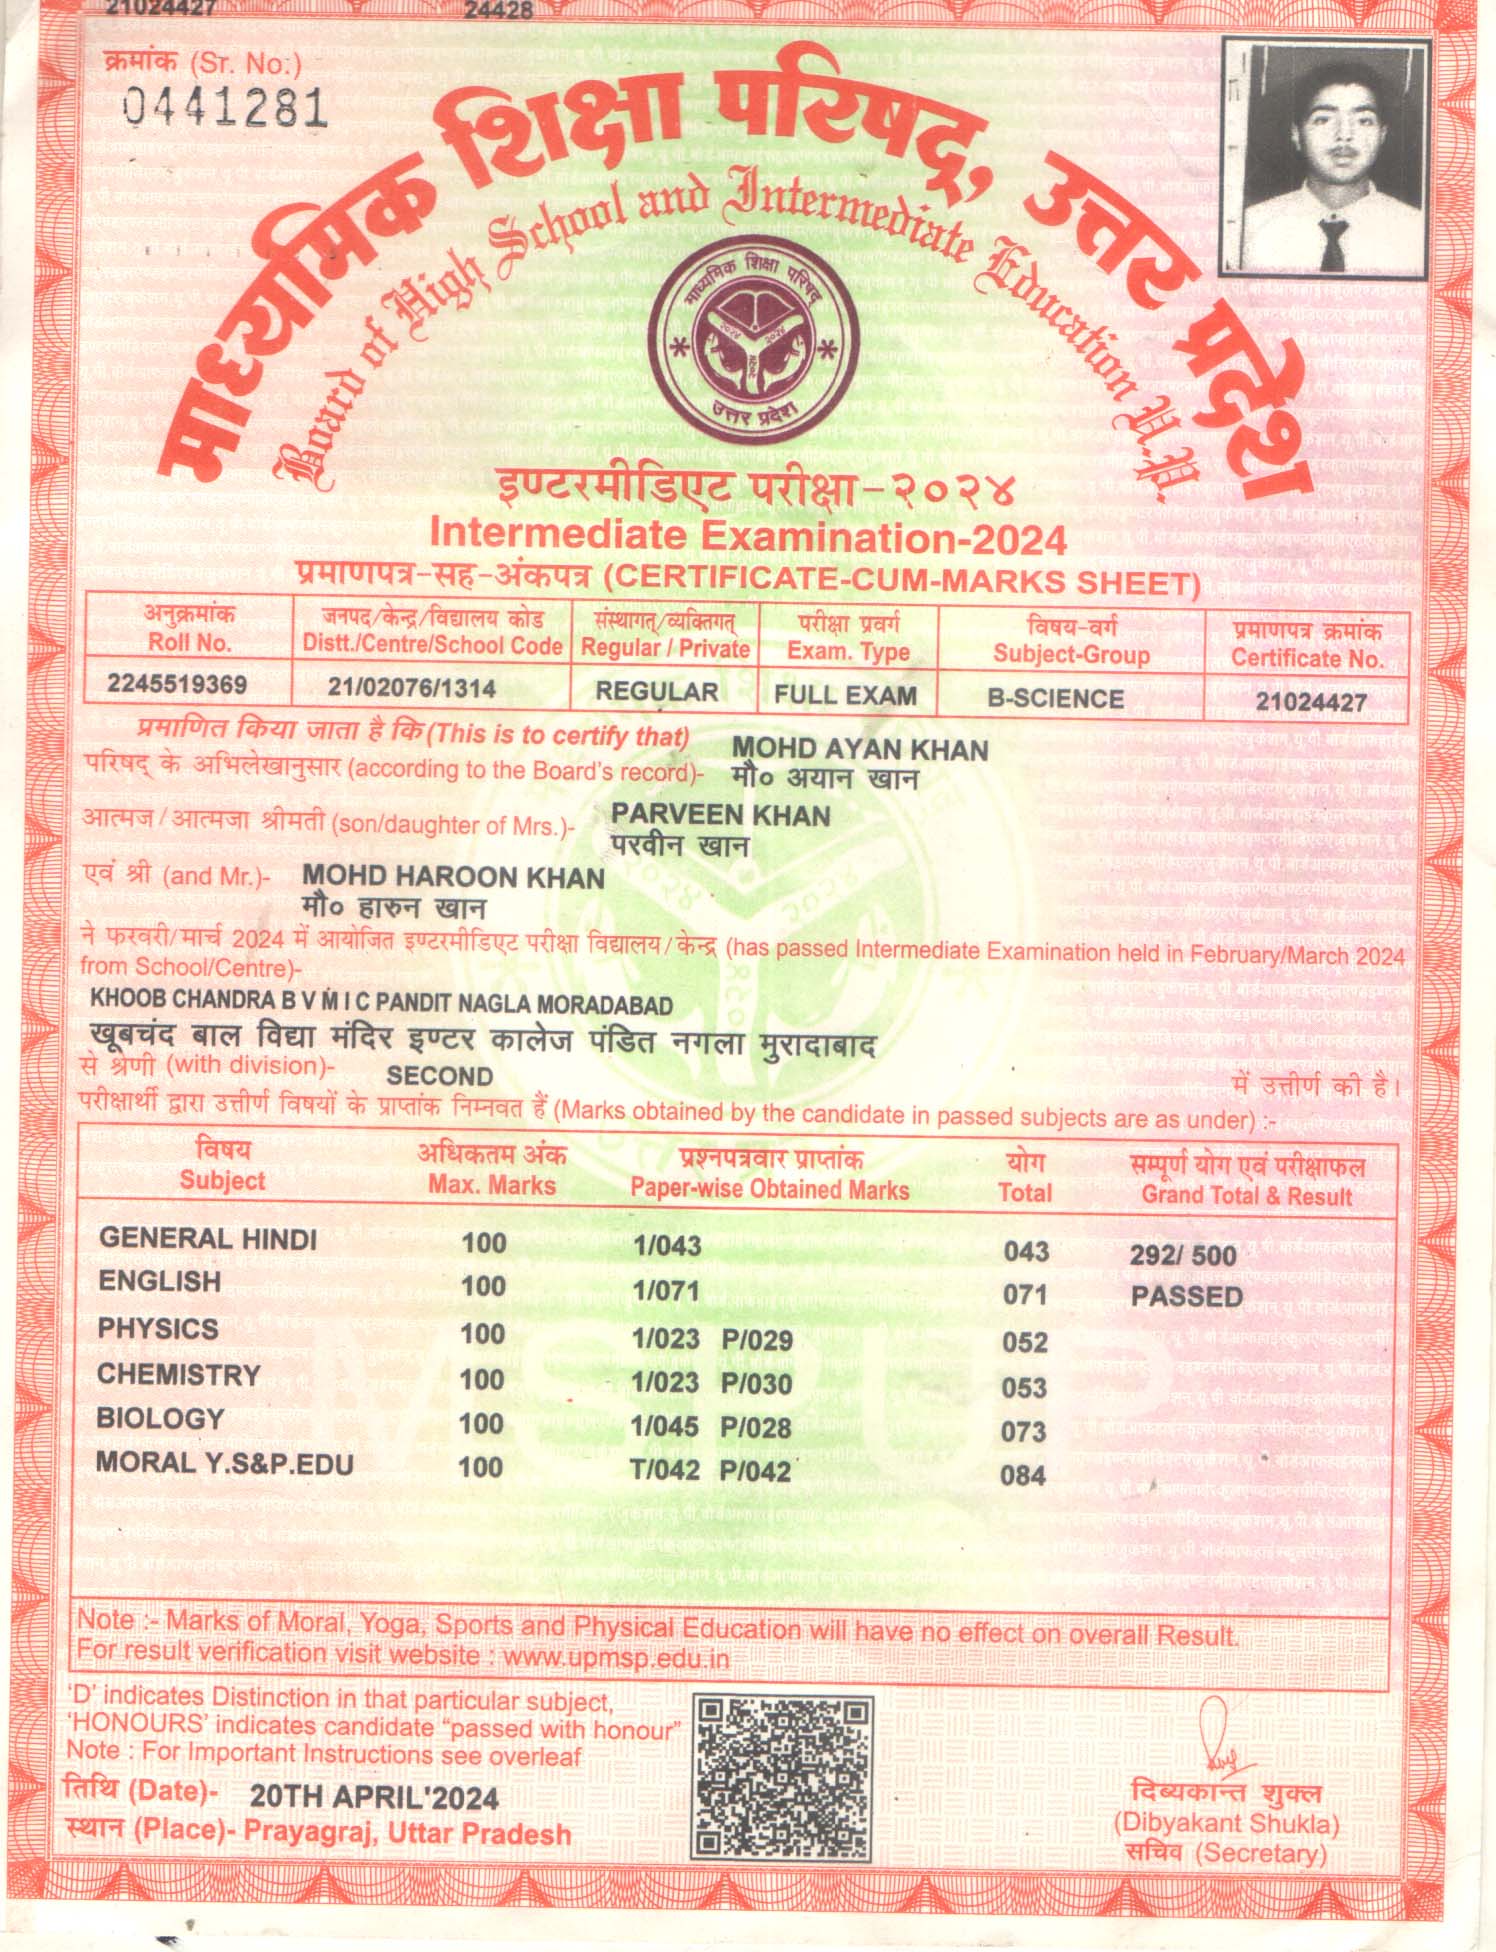 21024427 24428
क्रमांक (Sr. No.)
0441281
माध्यमिक शिक्षा परिषद्, उत्तर प्रदेश
Board of High School and Intermediate Education U.P.
माध्यमिक शिक्षा परिषद्
उत्तर प्रदेश
इण्टरमीडिएट परीक्षा-२०२४
Intermediate Examination-2024
प्रमाणपत्र-सह-अंकपत्र (CERTIFICATE-CUM-MARKS SHEET)
अनुक्रमांक जनपद/केन्द्र/विद्यालय कोड संस्थागत्/व्यक्तिगत् परीक्षा प्रवर्ग विषय-वर्ग प्रमाणपत्र क्रमांक
Roll No. Distt./Centre/School Code Regular / Private Exam. Type Subject-Group Certificate No.
2245519369 21/02076/1314 REGULAR FULL EXAM B-SCIENCE 21024427
प्रमाणित किया जाता है कि (This is to certify that) MOHD AYAN KHAN
परिषद् के अभिलेखानुसार (according to the Board's record)- मौ० अयान खान
आत्मज/आत्मजा श्रीमती (son/daughter of Mrs.)- PARVEEN KHAN
परवीन खान
एवं श्री (and Mr.)- MOHD HAROON KHAN
मौ० हारुन खान
ने फरवरी/मार्च 2024 में आयोजित इण्टरमीडिएट परीक्षा विद्यालय/केन्द्र (has passed Intermediate Examination held in February/March 2024
from School/Centre)-
KHOOB CHANDRA B V M I C PANDIT NAGLA MORADABAD
खूबचंद बाल विद्या मंदिर इण्टर कालेज पंडित नगला मुरादाबाद
से श्रेणी (with division)- SECOND में उत्तीर्ण की है।
परीक्षार्थी द्वारा उत्तीर्ण विषयों के प्राप्तांक निम्नवत हैं (Marks obtained by the candidate in passed subjects are as under) :-
विषय अधिकतम अंक प्रश्नपत्रवार प्राप्तांक योग सम्पूर्ण योग एवं परीक्षाफल
Subject Max. Marks Paper-wise Obtained Marks Total Grand Total & Result
GENERAL HINDI 100 1/043 043 292/ 500
ENGLISH 100 1/071 071 PASSED
PHYSICS 100 1/023 P/029 052
CHEMISTRY 100 1/023 P/030 053
BIOLOGY 100 1/045 P/028 073
MORAL Y.S&P.EDU 100 T/042 P/042 084
Note :- Marks of Moral, Yoga, Sports and Physical Education will have no effect on overall Result.
For result verification visit website : www.upmsp.edu.in
'D' indicates Distinction in that particular subject,
'HONOURS' indicates candidate "passed with honour"
Note : For Important Instructions see overleaf
तिथि (Date)- 20TH APRIL'2024
स्थान (Place)- Prayagraj, Uttar Pradesh
दिब्यकान्त शुक्ल
(Dibyakant Shukla)
सचिव (Secretary)